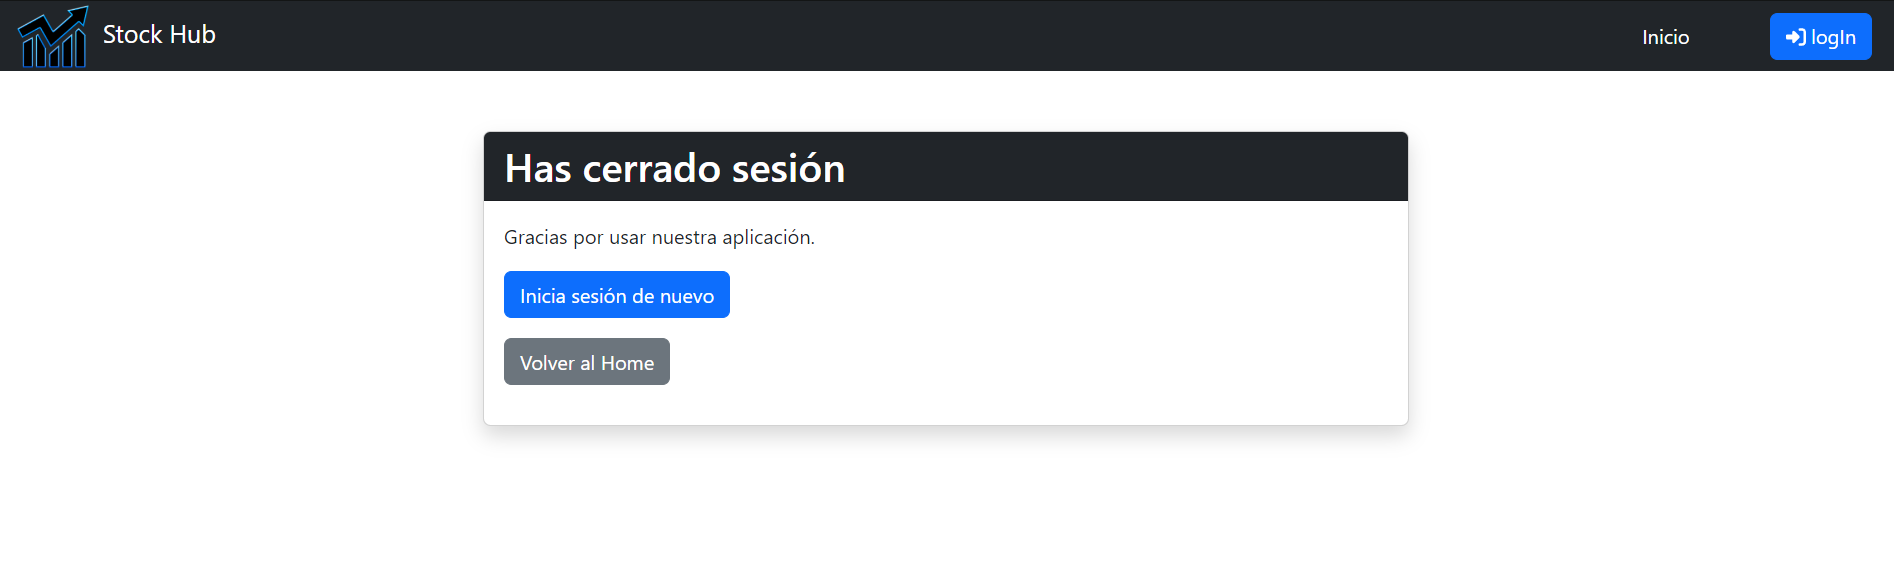 Stock Hub
Inicio
logIn
Has cerrado sesión
Gracias por usar nuestra aplicación.
Inicia sesión de nuevo
Volver al Home